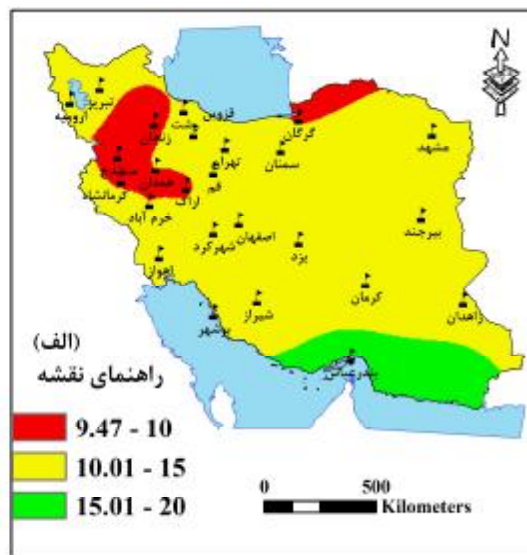 N
تبریز
ارومیه
رشت
قزوین
زنجان
گرگان
مشهد
تهران
سمنان
سنندج
همدان
قم
کرمانشاه
اراک
خرم آباد
بیرجند
اصفهان
شهرکرد
یزد
اهواز
کرمان
زاهدان
شیراز
بوشهر
بندرعباس
(الف)
راهنمای نقشه
9.47 - 10
10.01 - 15
15.01 - 20
0 500
Kilometers